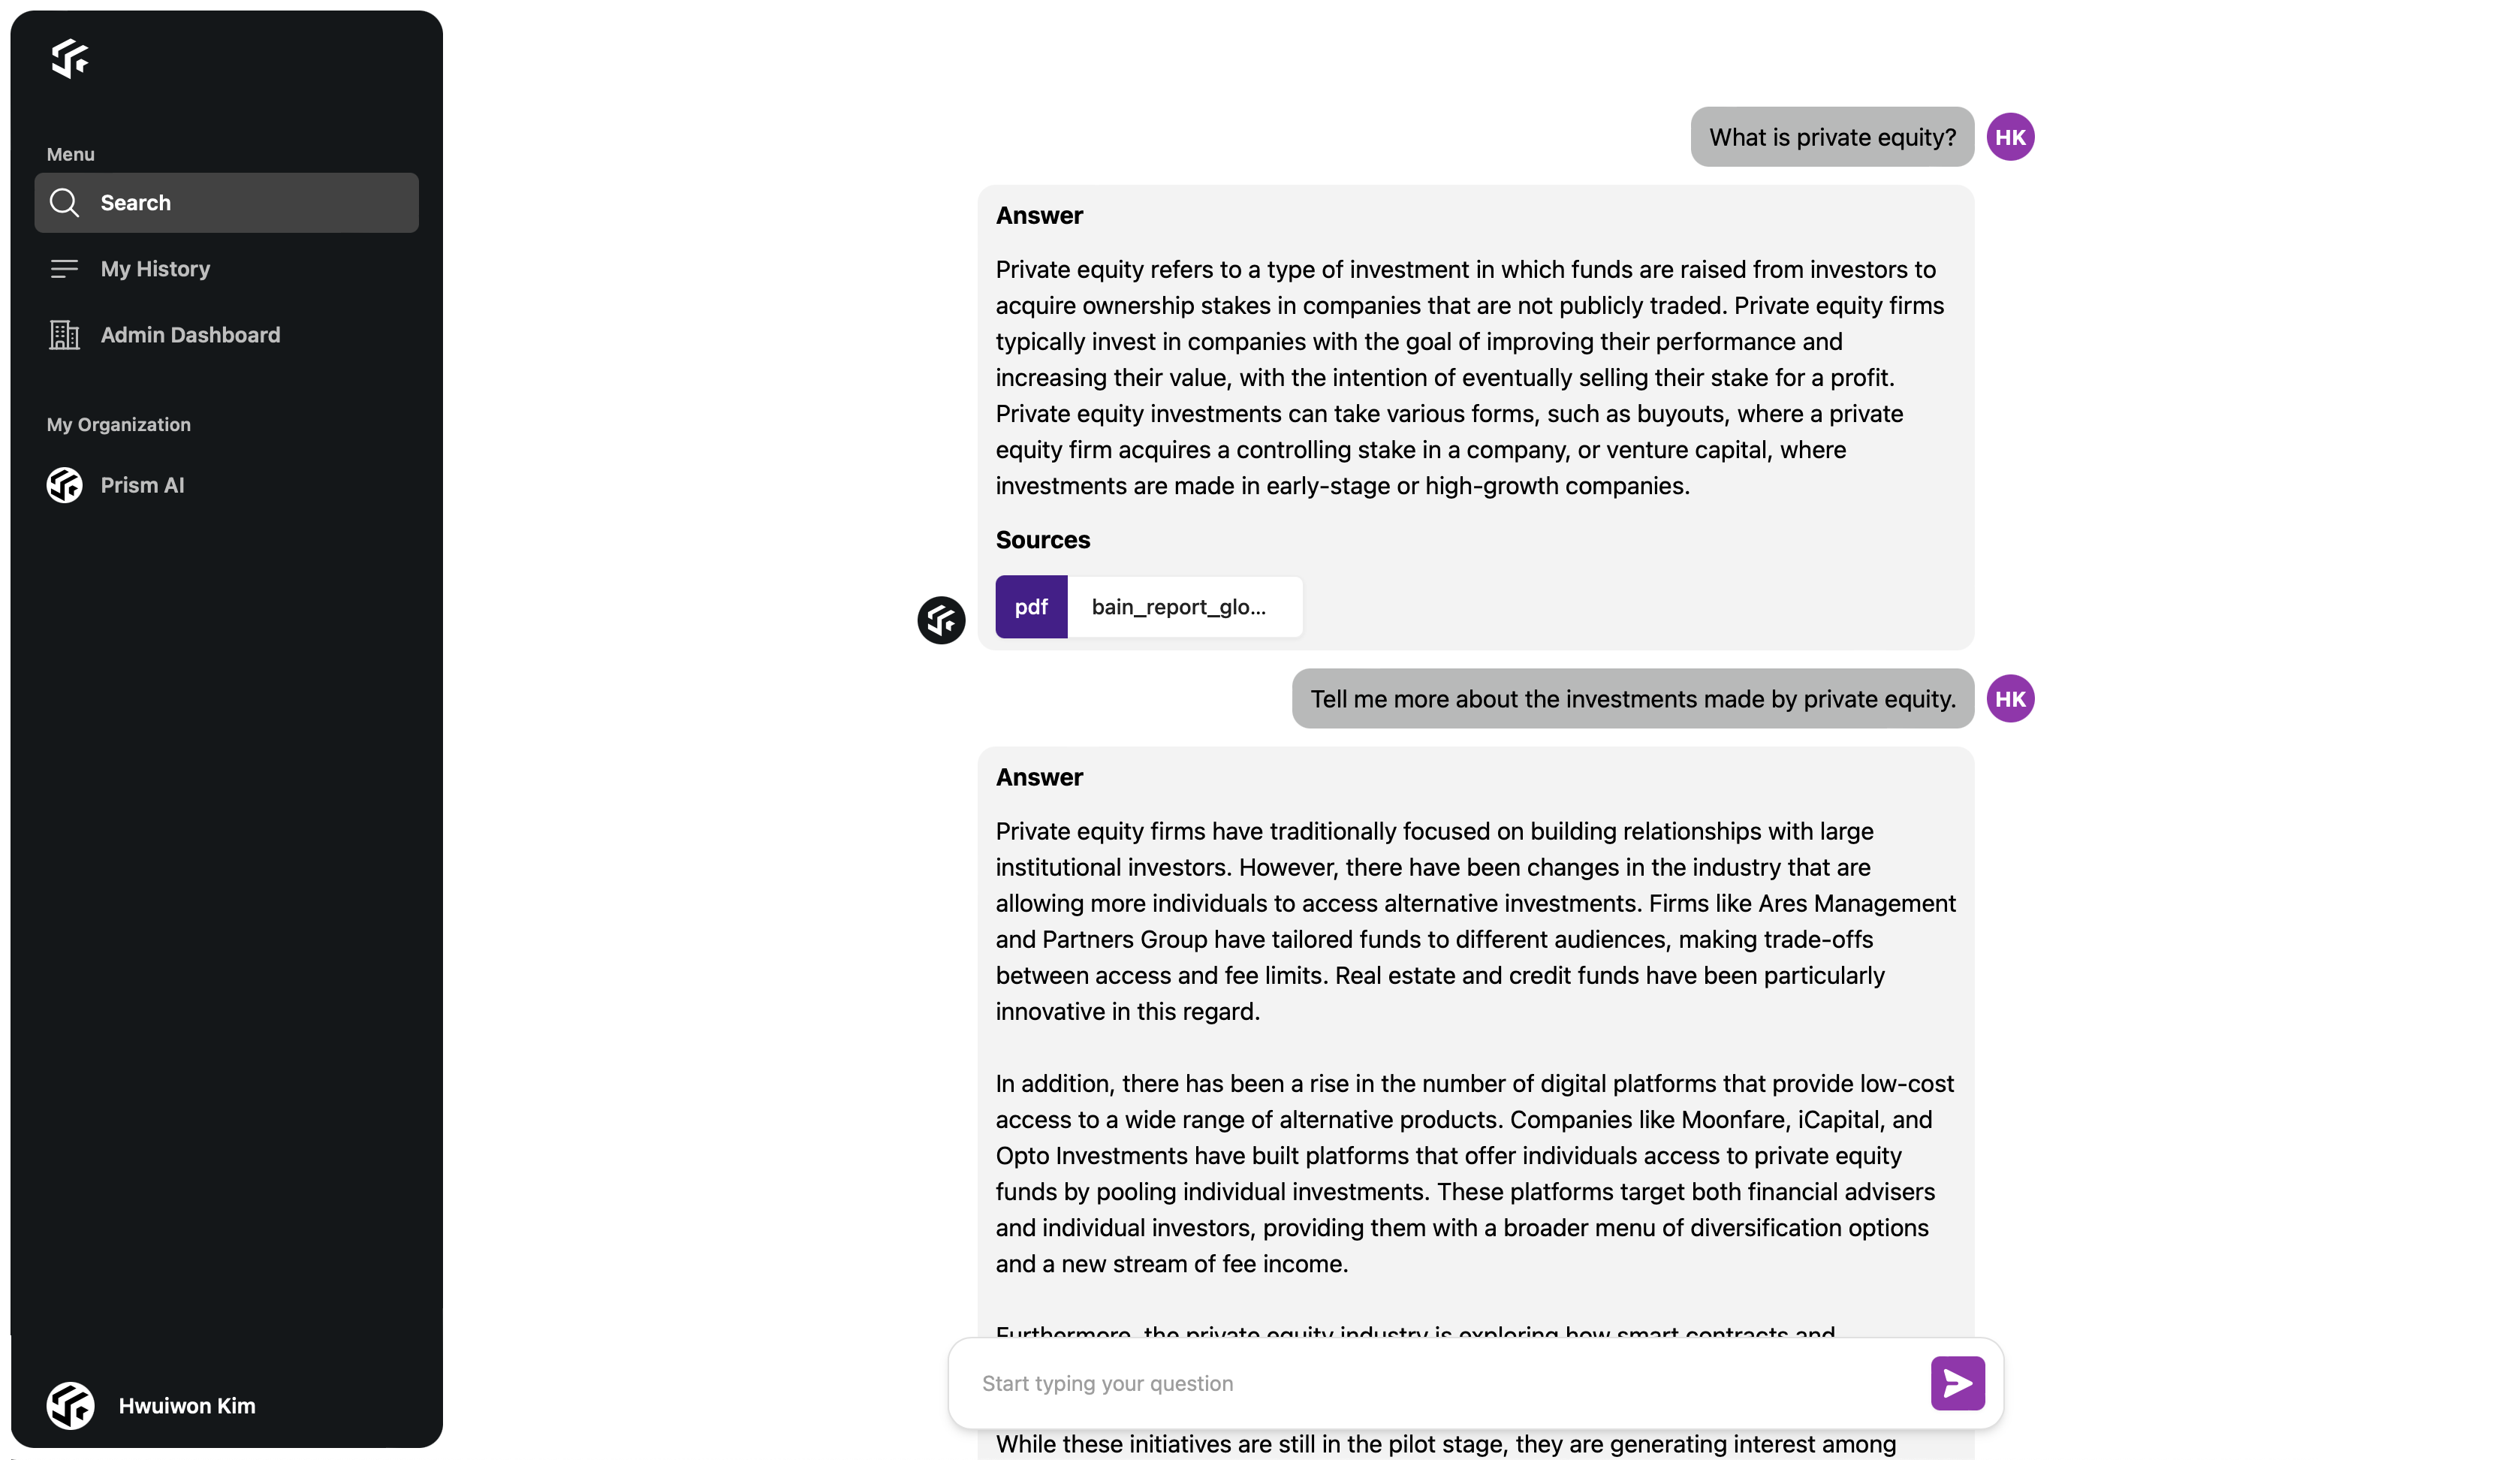 Menu
Search
My History
Admin Dashboard
My Organization
Prism AI
Hwuiwon Kim
What is private equity?
HK
Answer
Private equity refers to a type of investment in which funds are raised from investors to
acquire ownership stakes in companies that are not publicly traded. Private equity firms
typically invest in companies with the goal of improving their performance and
increasing their value, with the intention of eventually selling their stake for a profit.
Private equity investments can take various forms, such as buyouts, where a private
equity firm acquires a controlling stake in a company, or venture capital, where
investments are made in early-stage or high-growth companies.
Sources
pdf bain_report_glo...
Tell me more about the investments made by private equity.
HK
Answer
Private equity firms have traditionally focused on building relationships with large
institutional investors. However, there have been changes in the industry that are
allowing more individuals to access alternative investments. Firms like Ares Management
and Partners Group have tailored funds to different audiences, making trade-offs
between access and fee limits. Real estate and credit funds have been particularly
innovative in this regard.
In addition, there has been a rise in the number of digital platforms that provide low-cost
access to a wide range of alternative products. Companies like Moonfare, iCapital, and
Opto Investments have built platforms that offer individuals access to private equity
funds by pooling individual investments. These platforms target both financial advisers
and individual investors, providing them with a broader menu of diversification options
and a new stream of fee income.
Furthermore, the private equity industry is exploring how smart contracts and
Start typing your question
While these initiatives are still in the pilot stage, they are generating interest among